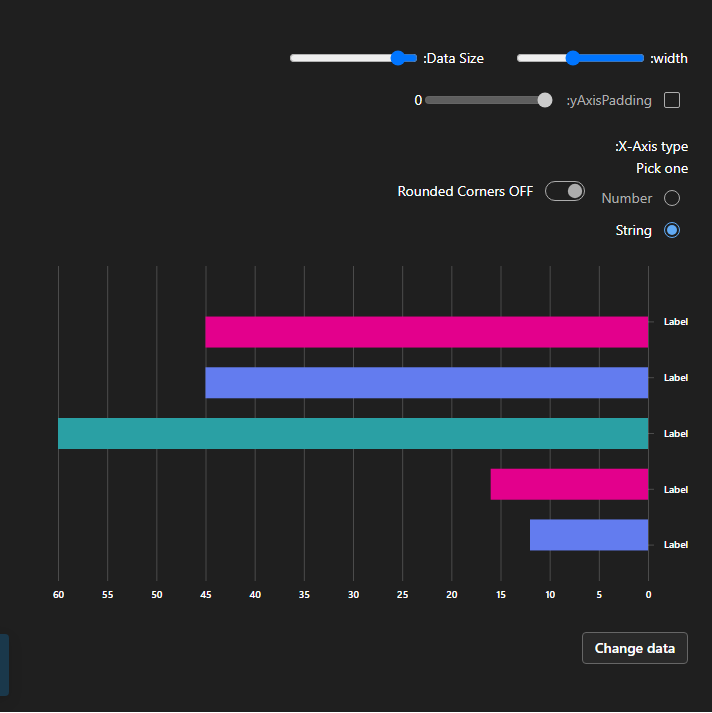 :Data Size
:width
0
:yAxisPadding
:X-Axis type
Pick one
Rounded Corners OFF
Number
String
Label
Label
Label
Label
Label
60 55 50 45 40 35 30 25 20 15 10 5 0
Change data